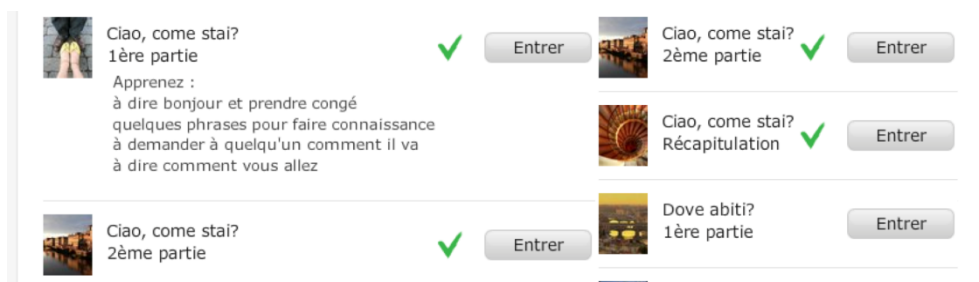 Ciao, come stai?
1ère partie
Entrer
Apprenez :
à dire bonjour et prendre congé
quelques phrases pour faire connaissance
à demander à quelqu'un comment il va
à dire comment vous allez
Ciao, come stai?
2ème partie
Entrer
Ciao, come stai?
2ème partie
Entrer
Ciao, come stai?
Récapitulation
Entrer
Dove abiti?
1ère partie
Entrer